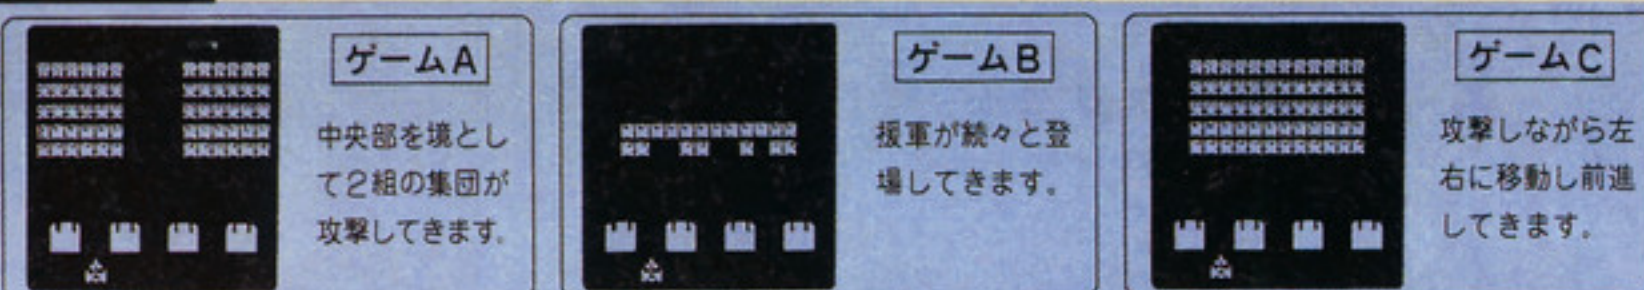 ゲームA
中央部を境とし
て2組の集団が
攻撃してきます。
ゲームB
援軍が続々と登
場してきます。
ゲームC
攻撃しながら左
右に移動し前進
してきます。